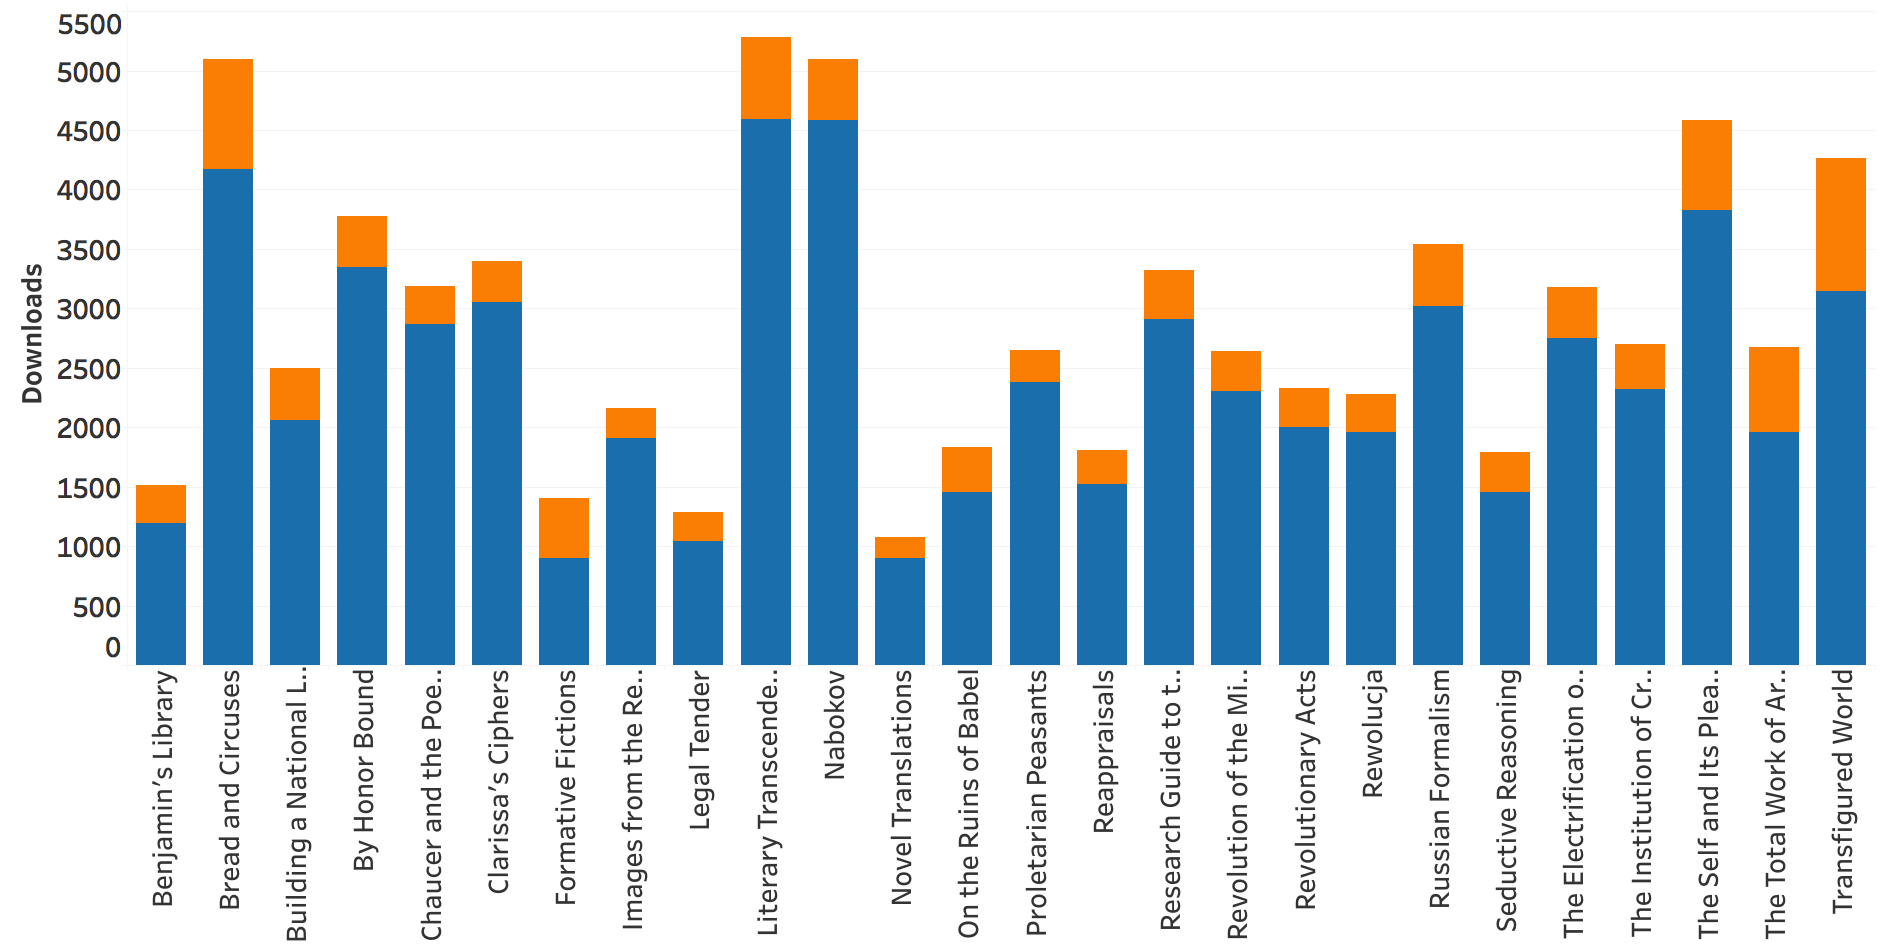 Downloads
5500
5000
4500
4000
3500
3000
2500
2000
1500
1000
500
0
Benjamin’s Library
Bread and Circuses
Building a National L..
By Honor Bound
Chaucer and the Poe..
Clarissa’s Ciphers
Formative Fictions
Images from the Re..
Legal Tender
Literary Transcende..
Nabokov
Novel Translations
On the Ruins of Babel
Proletarian Peasants
Reappraisals
Research Guide to t..
Revolution of the Mi..
Revolutionary Acts
Rewolucja
Russian Formalism
Seductive Reasoning
The Electrification o..
The Institution of Cr..
The Self and Its Plea..
The Total Work of Ar..
Transfigured World